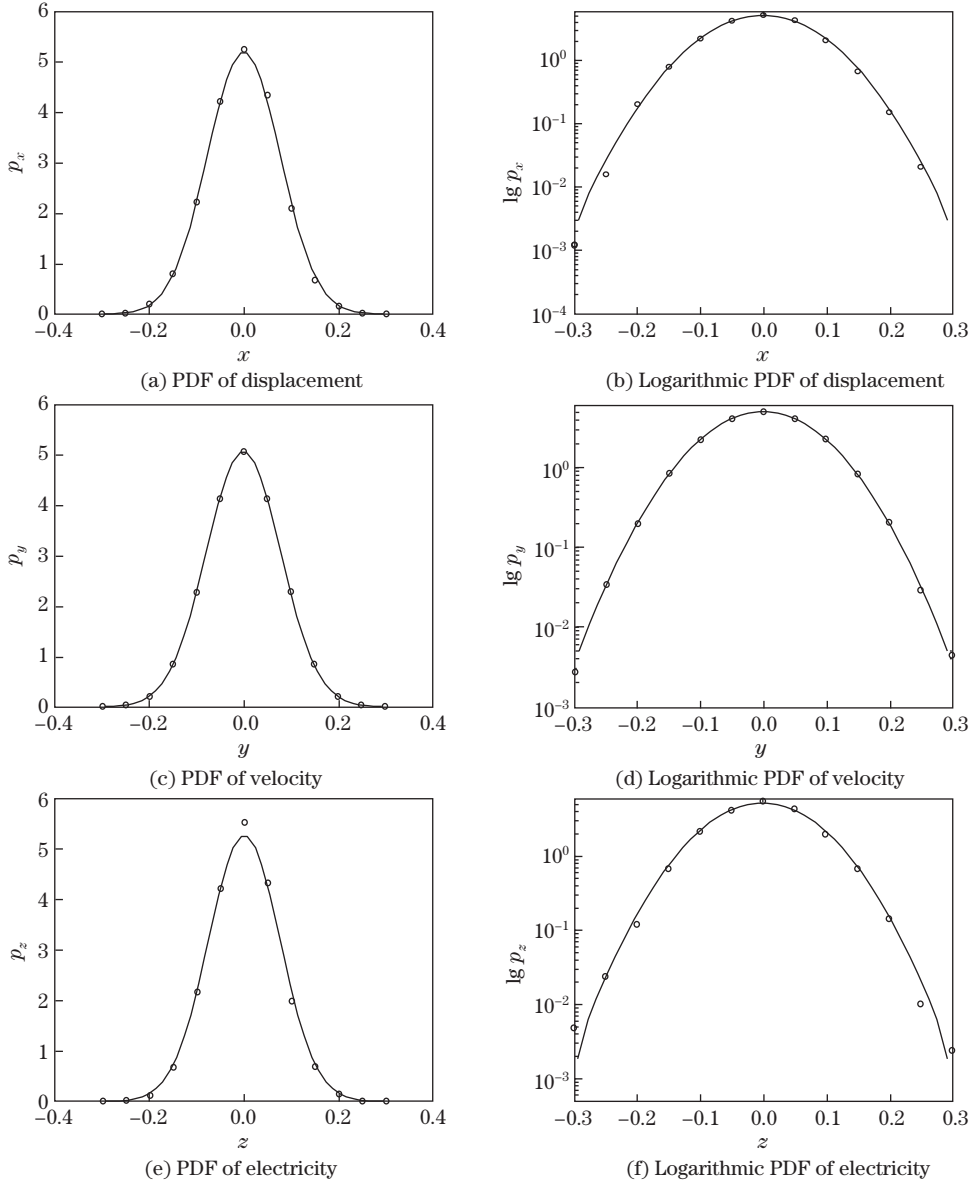 6
5
4
3
2
1
0
p_x
−0.4 −0.2 0.0 0.2 0.4
x
(a) PDF of displacement
10^0
10^−1
10^−2
10^−3
10^−4
lg p_x
−0.3 −0.2 −0.1 0.0 0.1 0.2 0.3
x
(b) Logarithmic PDF of displacement
6
5
4
3
2
1
0
p_y
−0.4 −0.2 0.0 0.2 0.4
y
(c) PDF of velocity
10^0
10^−1
10^−2
10^−3
lg p_y
−0.3 −0.2 −0.1 0.0 0.1 0.2 0.3
y
(d) Logarithmic PDF of velocity
6
5
4
3
2
1
0
p_z
−0.4 −0.2 0.0 0.2 0.4
z
(e) PDF of electricity
10^0
10^−1
10^−2
10^−3
lg p_z
−0.3 −0.2 −0.1 0.0 0.1 0.2 0.3
z
(f) Logarithmic PDF of electricity